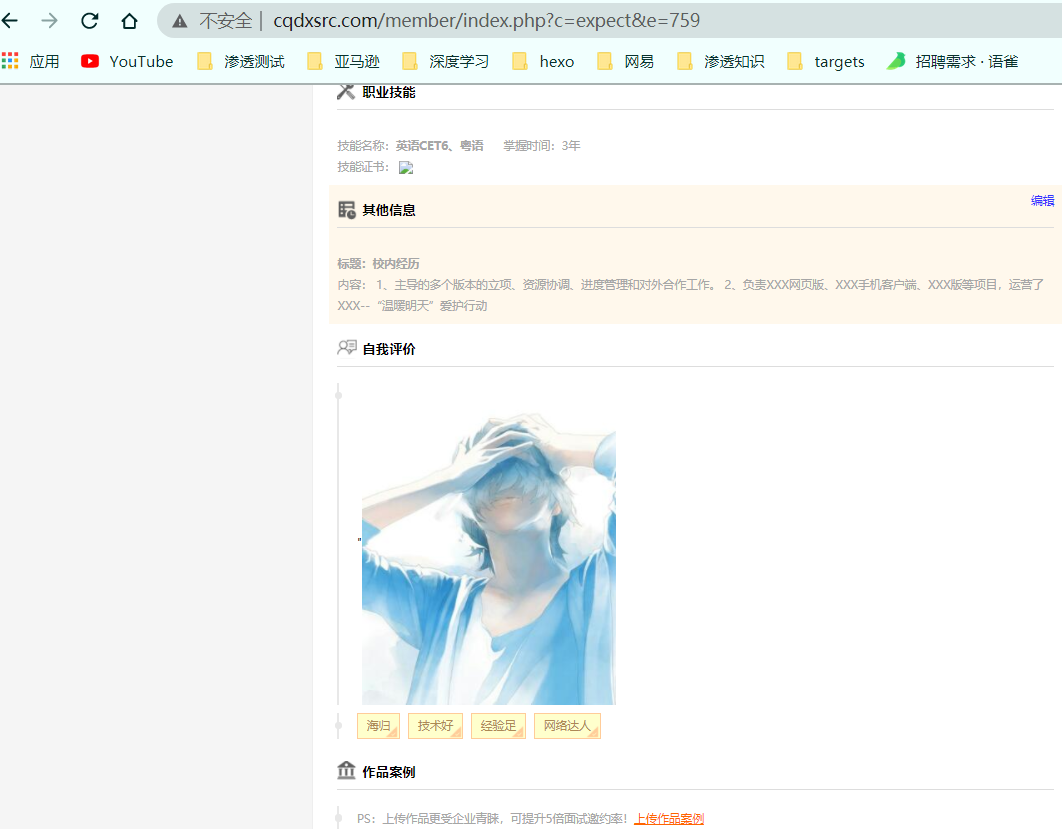 不安全 | cqdxsrc.com/member/index.php?c=expect&e=759
应用 YouTube 渗透测试 亚马逊 深度学习 hexo 网易 渗透知识 targets 招聘需求 · 语雀
职业技能
技能名称：英语CET6、粤语 掌握时间：3年
技能证书：
编辑
其他信息
标题：校内经历
内容： 1、主导的多个版本的立项、资源协调、进度管理和对外合作工作。 2、负责XXX网页版、XXX手机客户端、XXX版等项目，运营了
XXX--“温暖明天”爱护行动
自我评价
"
海归 技术好 经验足 网络达人
作品案例
PS：上传作品更受企业青睐，可提升5倍面试邀约率！上传作品案例